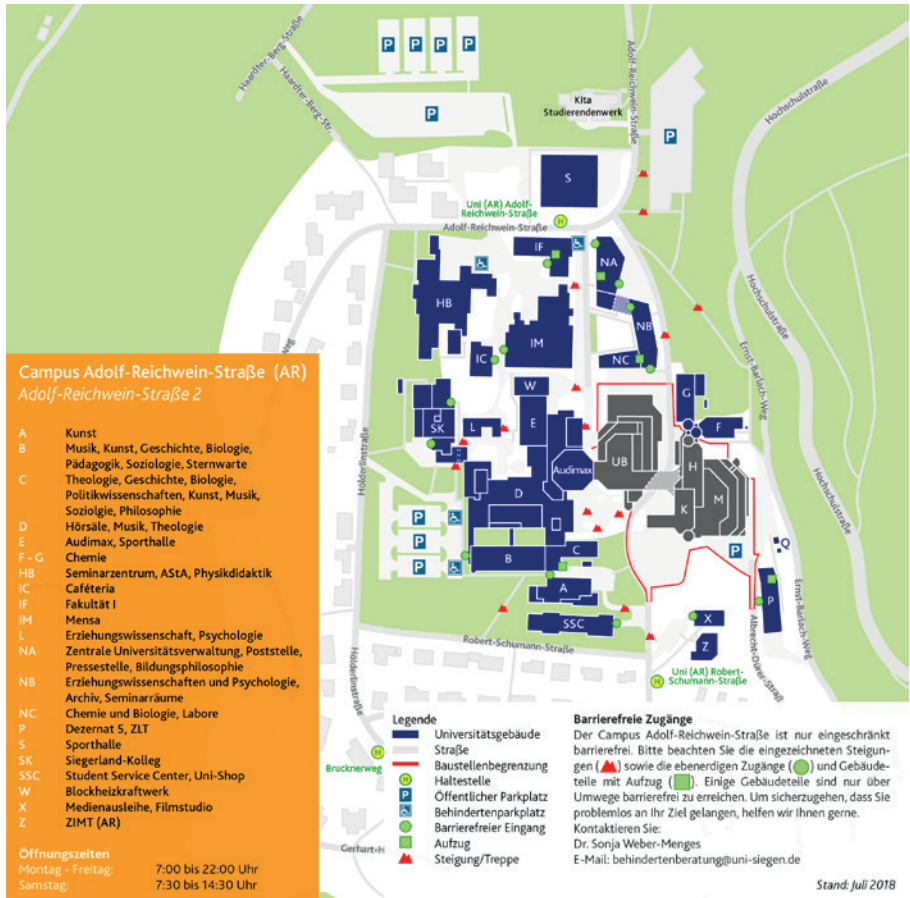 Haardter-Berg-Straße
Haardter-Berg-Str.
P
P
P
P
P
P
Kita
Studierendenwerk
Adolf-Reichwein-Straße
Hochschulstraße
Hochschulstraße
Hochschulstraße
S
Uni (AR) Adolf-
Reichwein-Straße
H
Adolf-Reichwein-Straße
IF
NA
HB
IM
NB
IC
NC
W
G
Ernst-Barlach-Weg
SK
L
E
F
UB
Audimax
H
D
M
K
P
P
P
P
B
C
A
Q
P
SSC
X
Z
Weg
Hölderlinstraße
Hölderlinstraße
Robert-Schumann-Straße
Albrecht-Dürer-Straß
Ernst-Barlach-Weg
Uni (AR) Robert-
Schumann-Straße
H
H
Brucknerweg
Gerhart-H
Campus Adolf-Reichwein-Straße (AR)
Adolf-Reichwein-Straße 2
A Kunst
B Musik, Kunst, Geschichte, Biologie,
Pädagogik, Soziologie, Sternwarte
C Theologie, Geschichte, Biologie,
Politikwissenschaften, Kunst, Musik,
Soziolgie, Philosophie
D Hörsäle, Musik, Theologie
E Audimax, Sporthalle
F - G Chemie
HB Seminarzentrum, AStA, Physikdidaktik
IC Caféteria
IF Fakultät I
IM Mensa
L Erziehungswissenschaft, Psychologie
NA Zentrale Universitätsverwaltung, Poststelle,
Pressestelle, Bildungsphilosophie
NB Erziehungswissenschaften und Psychologie,
Archiv, Seminarräume
NC Chemie und Biologie, Labore
P Dezernat 5, ZLT
S Sporthalle
SK Siegerland-Kolleg
SSC Student Service Center, Uni-Shop
W Blockheizkraftwerk
X Medienausleihe, Filmstudio
Z ZIMT (AR)
Öffnungszeiten
Montag - Freitag: 7:00 bis 22:00 Uhr
Samstag: 7:30 bis 14:30 Uhr
Legende
Universitätsgebäude
Straße
Baustellenbegrenzung
H Haltestelle
P Öffentlicher Parkplatz
Behindertenparkplatz
Barrierefreier Eingang
Aufzug
Steigung/Treppe
Barrierefreie Zugänge
Der Campus Adolf-Reichwein-Straße ist nur eingeschränkt
barrierefrei. Bitte beachten Sie die eingezeichneten Steigun-
gen ( ) sowie die ebenerdigen Zugänge ( ) und Gebäude-
teile mit Aufzug ( ). Einige Gebäudeteile sind nur über
Umwege barrierefrei zu erreichen. Um sicherzugehen, dass Sie
problemlos an Ihr Ziel gelangen, helfen wir Ihnen gerne.
Kontaktieren Sie:
Dr. Sonja Weber-Menges
E-Mail: behindertenberatung@uni-siegen.de
Stand: Juli 2018